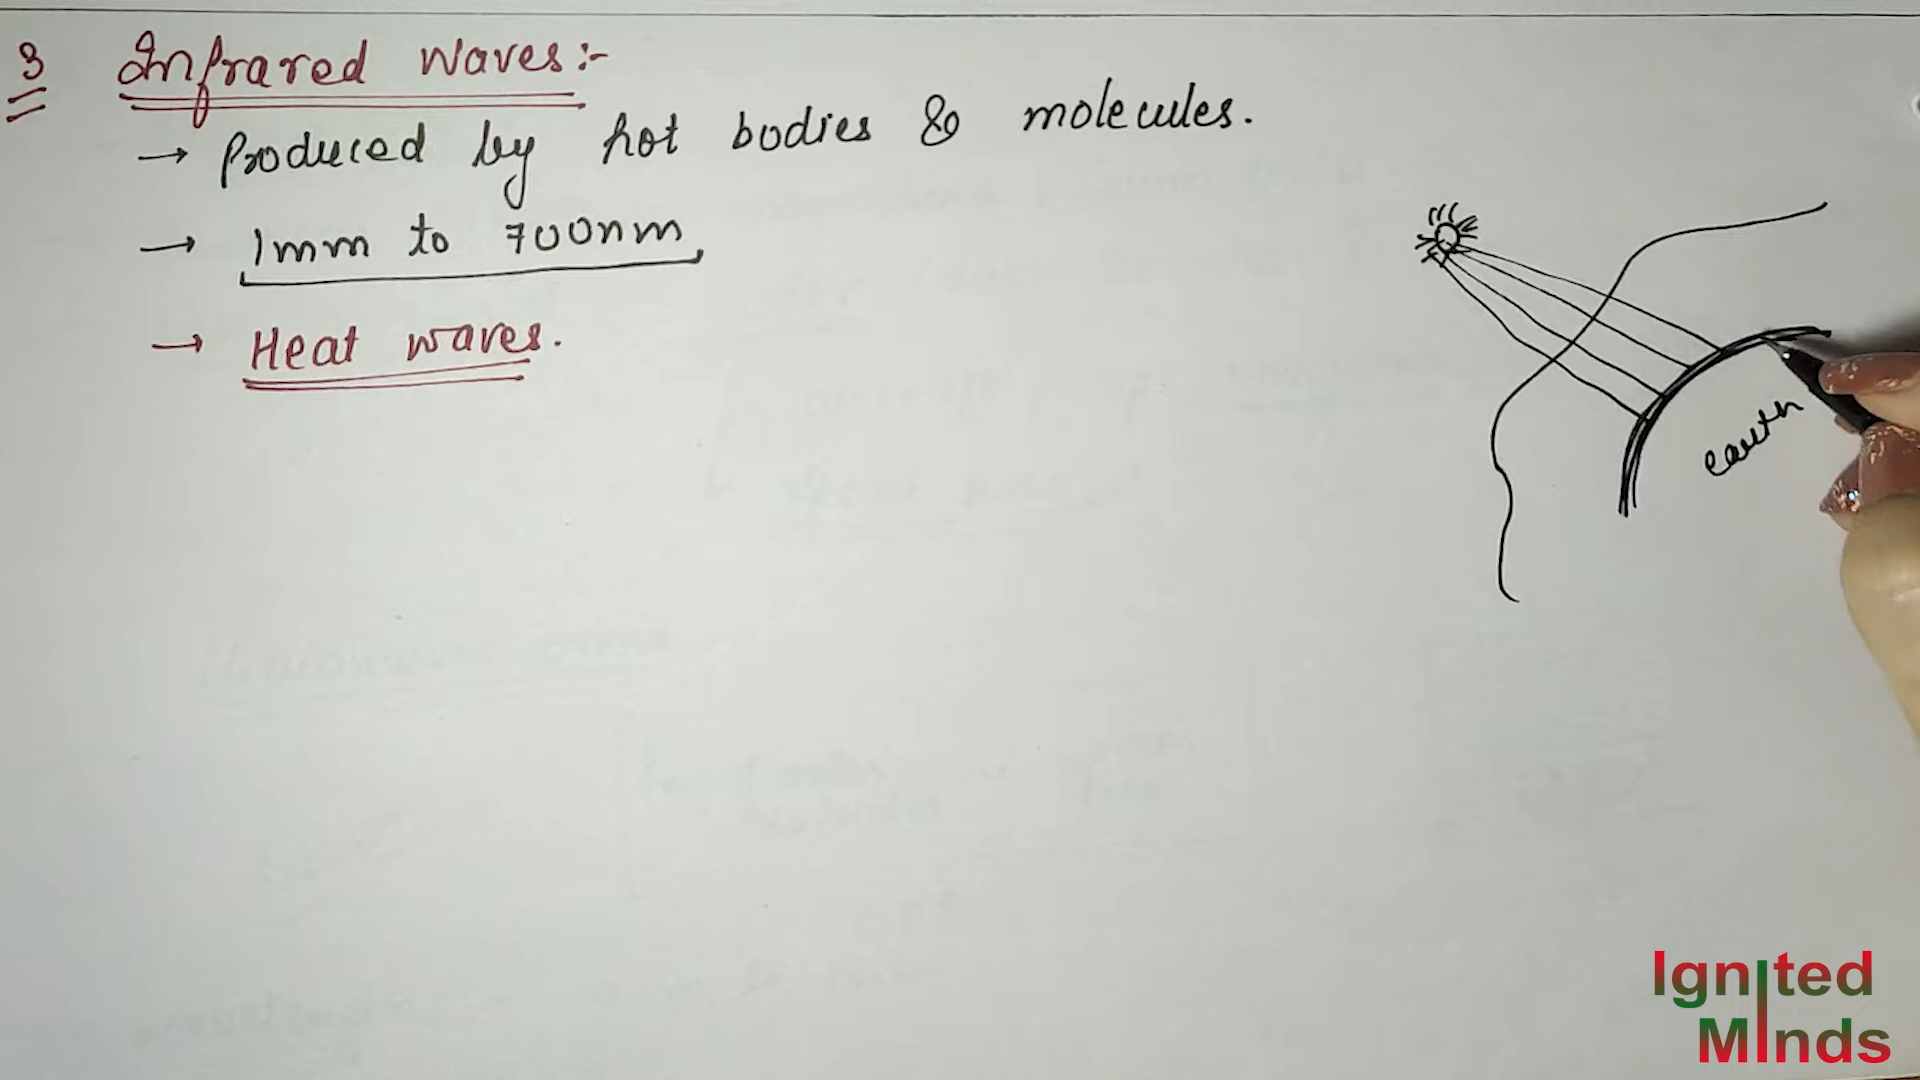 3 Infrared waves:-
→ Produced by hot bodies & molecules.
→ 1mm to 700nm
→ Heat waves.
earth
Ignited
Minds